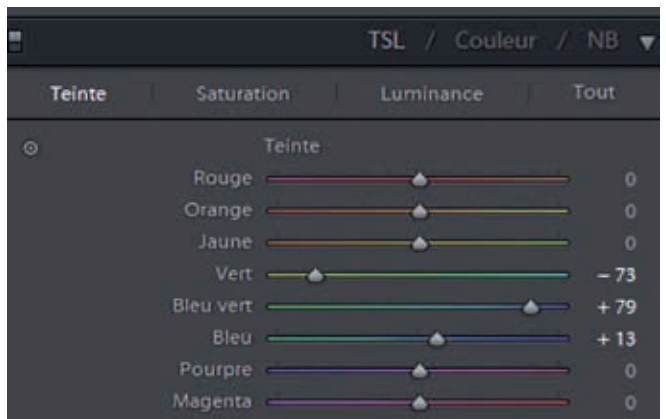 TSL / Couleur / NB
Teinte Saturation Luminance Tout
Teinte
Rouge 0
Orange 0
Jaune 0
Vert - 73
Bleu vert + 79
Bleu + 13
Pourpre 0
Magenta 0